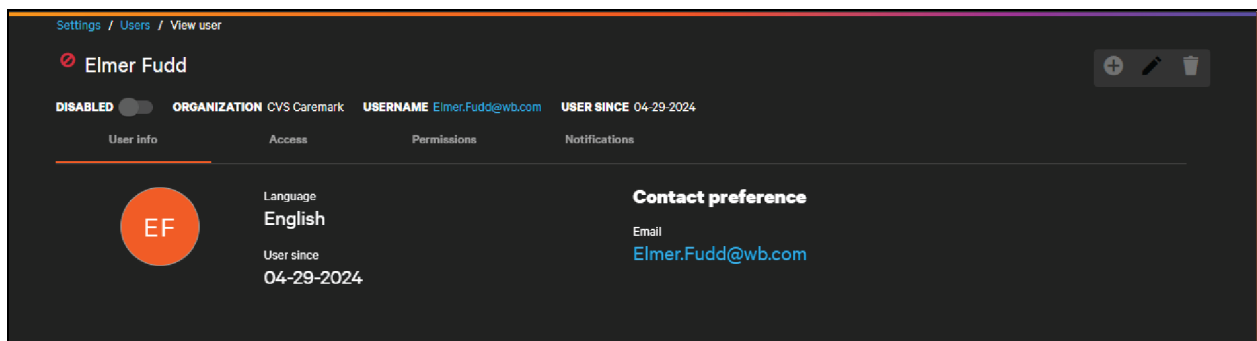 Settings / Users / View user
Elmer Fudd
DISABLED ORGANIZATION CVS Caremark USERNAME Elmer.Fudd@wb.com USER SINCE 04-29-2024
User info Access Permissions Notifications
EF
Language
English
User since
04-29-2024
Contact preference
Email
Elmer.Fudd@wb.com